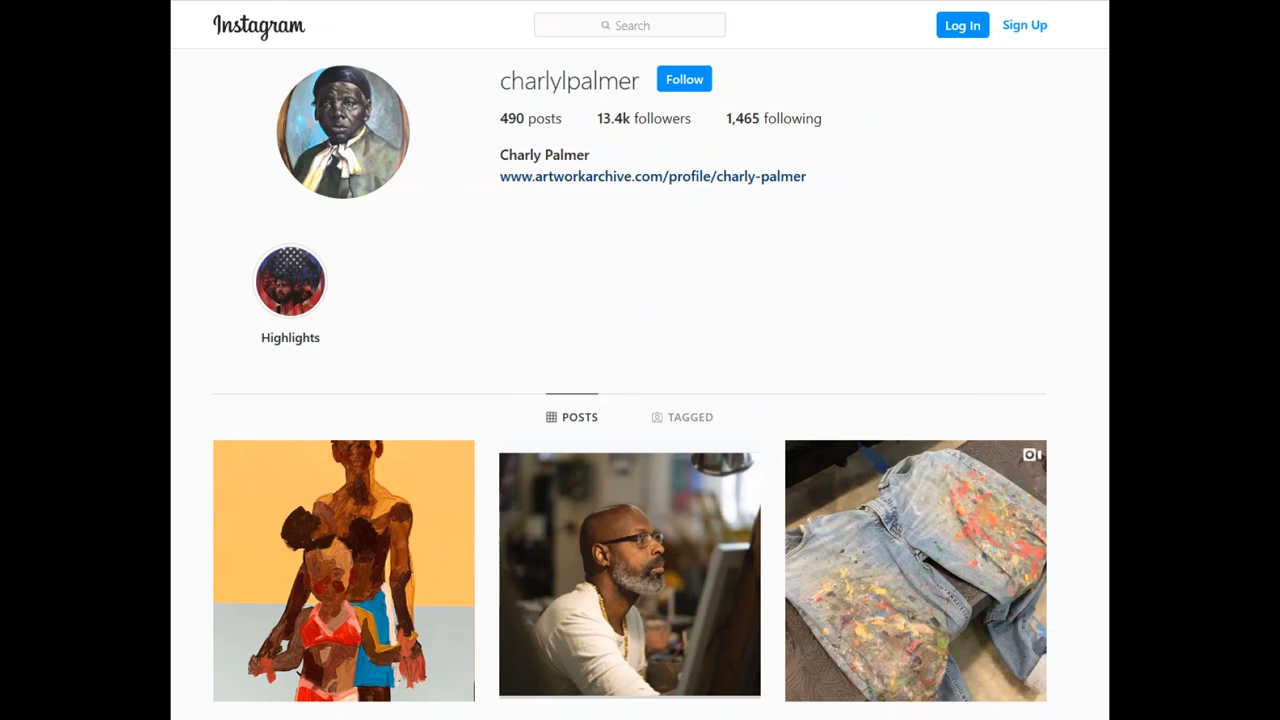 Instagram
Search
Log In
Sign Up
charlylpalmer
Follow
490 posts
13.4k followers
1,465 following
Charly Palmer
www.artworkarchive.com/profile/charly-palmer
Highlights
POSTS
TAGGED